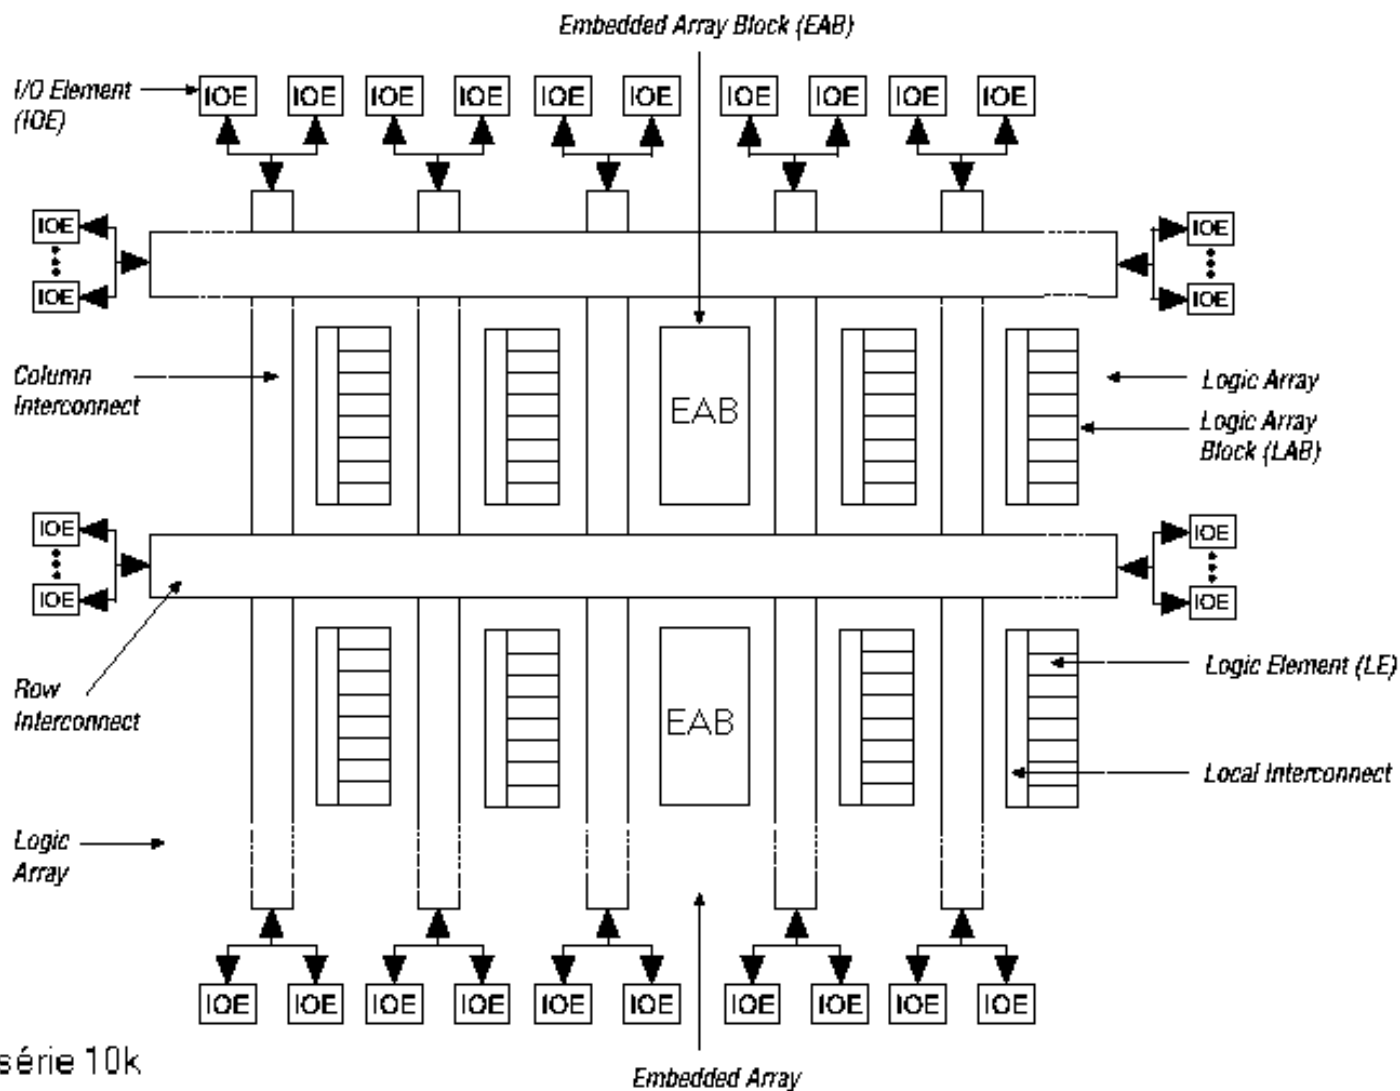 Embedded Array Block (EAB)
I/O Element
(IOE)
IOE IOE IOE IOE IOE IOE IOE IOE IOE IOE
IOE IOE
IOE IOE
Column
Interconnect
EAB
Logic Array
Logic Array
Block (LAB)
IOE IOE
IOE IOE
Row
Interconnect
EAB
Logic Element (LE)
Local Interconnect
Logic
Array
IOE IOE IOE IOE IOE IOE IOE IOE IOE IOE
série 10k
Embedded Array